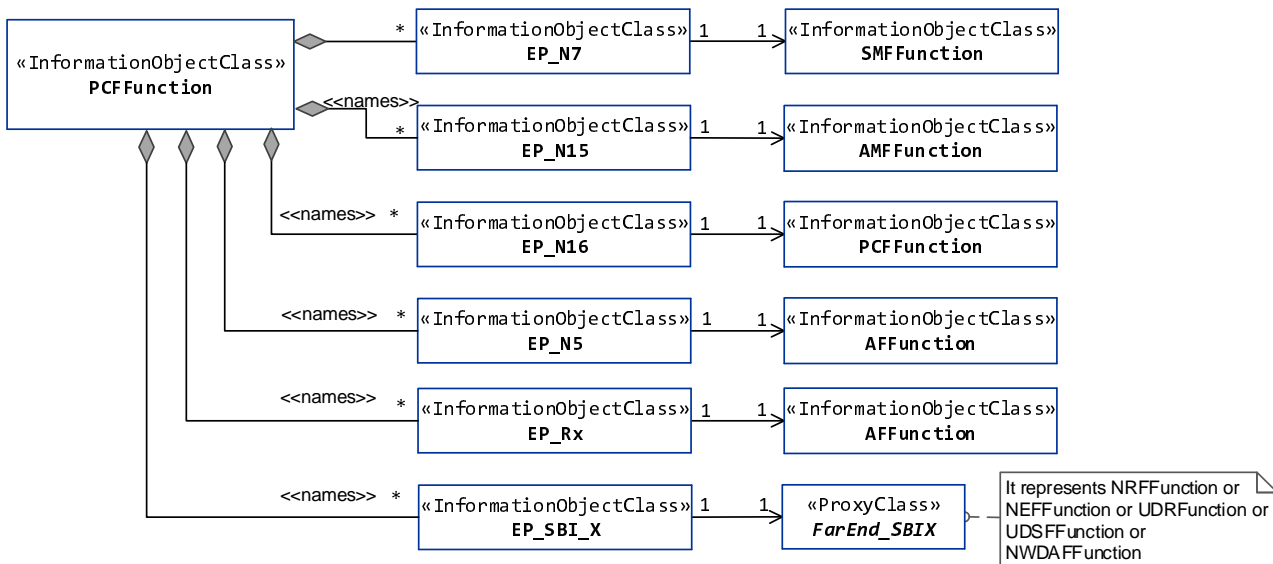 «InformationObjectClass»
PCFFunction
*
«InformationObjectClass»
EP_N7
1 1
«InformationObjectClass»
SMFFunction
<<names>>
*
«InformationObjectClass»
EP_N15
1 1
«InformationObjectClass»
AMFFunction
<<names>> *
«InformationObjectClass»
EP_N16
1 1
«InformationObjectClass»
PCFFunction
<<names>> *
«InformationObjectClass»
EP_N5
1 1
«InformationObjectClass»
AFFunction
<<names>> *
«InformationObjectClass»
EP_Rx
1 1
«InformationObjectClass»
AFFunction
<<names>> *
«InformationObjectClass»
EP_SBI_X
1 1
«ProxyClass»
FarEnd_SBIX
It represents NRFFunction or
NEFFunction or UDRFunction or
UDSFFunction or
NWDAFFunction